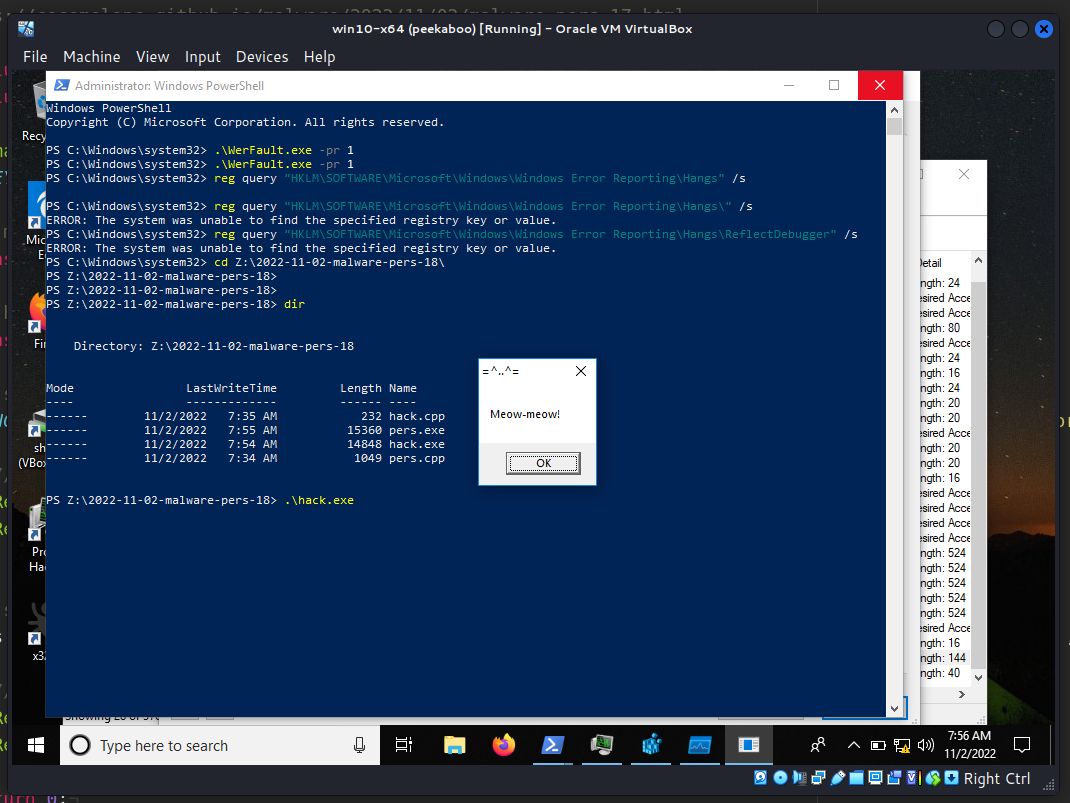 win10-x64 (peekaboo) [Running] - Oracle VM VirtualBox
File Machine View Input Devices Help
Administrator: Windows PowerShell
Windows PowerShell
Copyright (C) Microsoft Corporation. All rights reserved.
PS C:\Windows\system32> .\WerFault.exe -pr 1
PS C:\Windows\system32> .\WerFault.exe -pr 1
PS C:\Windows\system32> reg query "HKLM\SOFTWARE\Microsoft\Windows\Windows Error Reporting\Hangs" /s
PS C:\Windows\system32> reg query "HKLM\SOFTWARE\Microsoft\Windows\Windows Error Reporting\Hangs\" /s
ERROR: The system was unable to find the specified registry key or value.
PS C:\Windows\system32> reg query "HKLM\SOFTWARE\Microsoft\Windows\Windows Error Reporting\Hangs\ReflectDebugger" /s
ERROR: The system was unable to find the specified registry key or value.
PS C:\Windows\system32> cd Z:\2022-11-02-malware-pers-18\
PS Z:\2022-11-02-malware-pers-18>
PS Z:\2022-11-02-malware-pers-18>
PS Z:\2022-11-02-malware-pers-18> dir
Directory: Z:\2022-11-02-malware-pers-18
Mode LastWriteTime Length Name
---- ------------- ------ ----
------ 11/2/2022 7:35 AM 232 hack.cpp
------ 11/2/2022 7:55 AM 15360 pers.exe
------ 11/2/2022 7:54 AM 14848 hack.exe
------ 11/2/2022 7:34 AM 1049 pers.cpp
PS Z:\2022-11-02-malware-pers-18> .\hack.exe
=^..^=
Meow-meow!
OK
Recy
Mic
E
Fir
sh
(VBox
Pro
Hac
x32
Detail
ngth: 24
esired Acce
ngth: 80
esired Acce
ngth: 24
ngth: 16
ngth: 24
ngth: 20
ngth: 20
esired Acce
ngth: 20
ngth: 20
ngth: 16
esired Acce
esired Acce
esired Acce
esired Acce
ngth: 524
ngth: 524
ngth: 524
ngth: 524
ngth: 524
esired Acce
ngth: 16
ngth: 144
ngth: 40
Type here to search
7:56 AM
11/2/2022
Right Ctrl